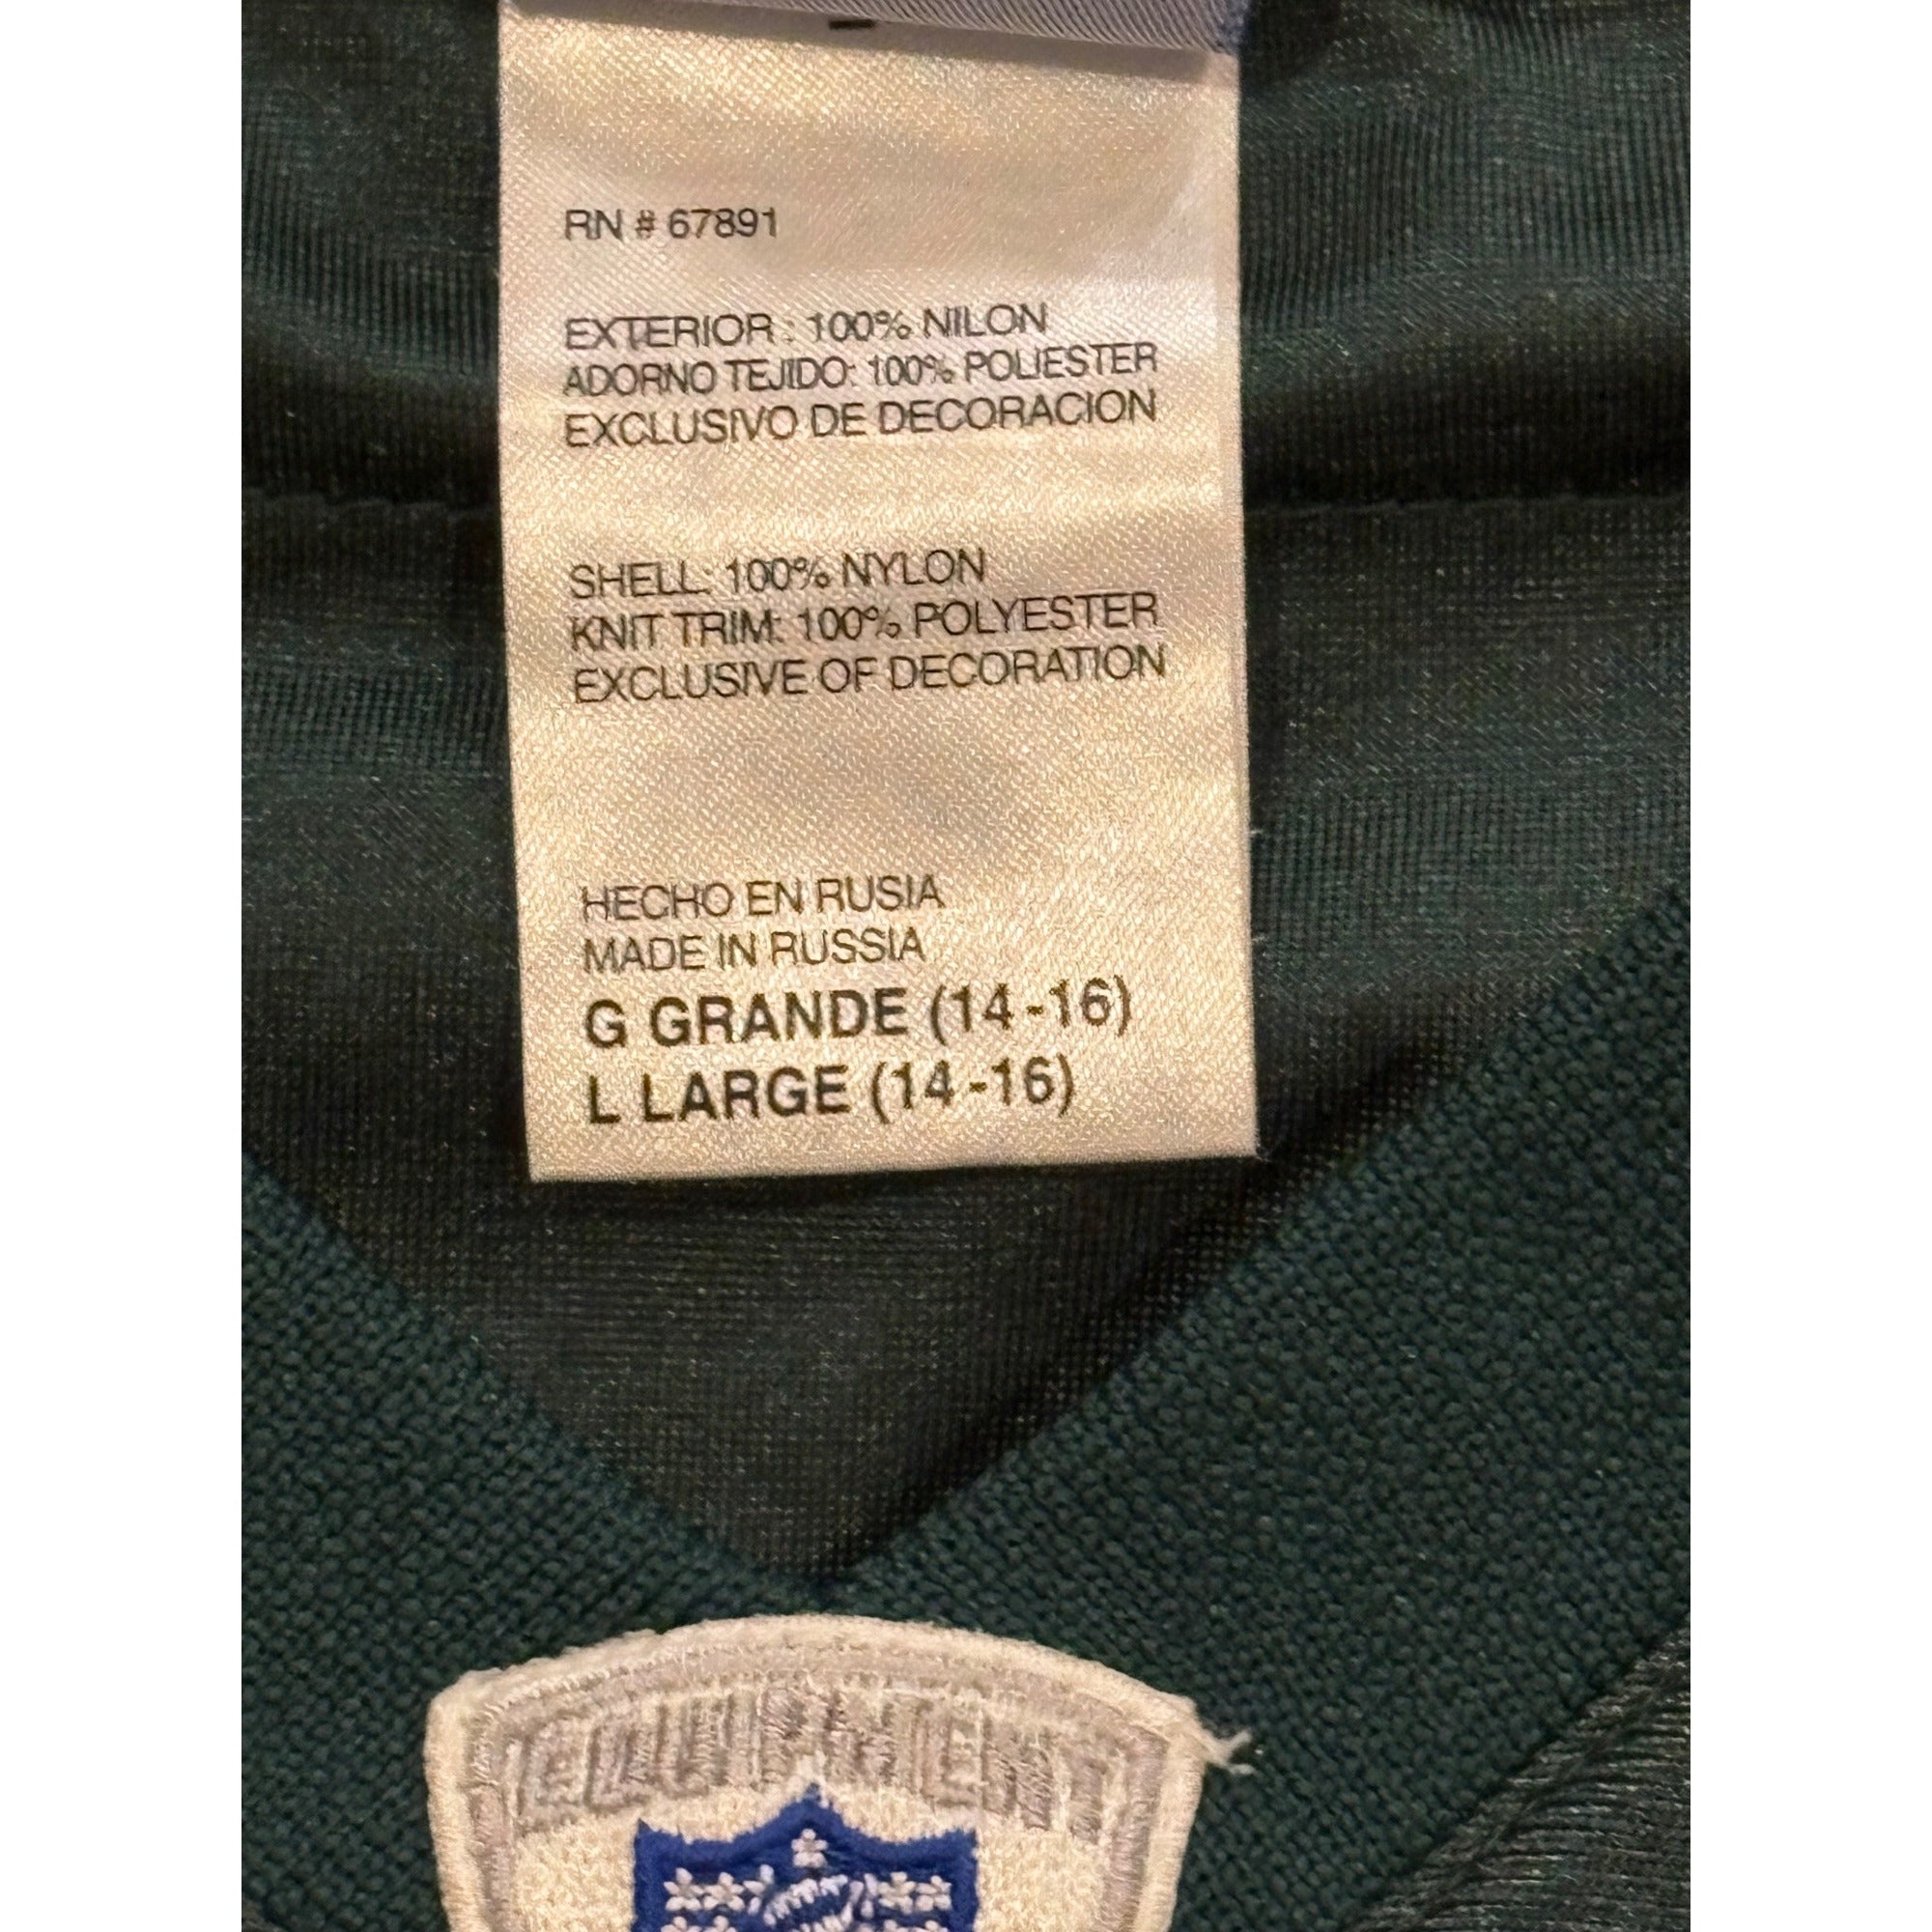 RN # 67891
EXTERIOR : 100% NILON
ADORNO TEJIDO: 100% POLIESTER
EXCLUSIVO DE DECORACION
SHELL: 100% NYLON
KNIT TRIM: 100% POLYESTER
EXCLUSIVE OF DECORATION
HECHO EN RUSIA
MADE IN RUSSIA
G GRANDE (14-16)
L LARGE (14-16)
EQUIPMENT